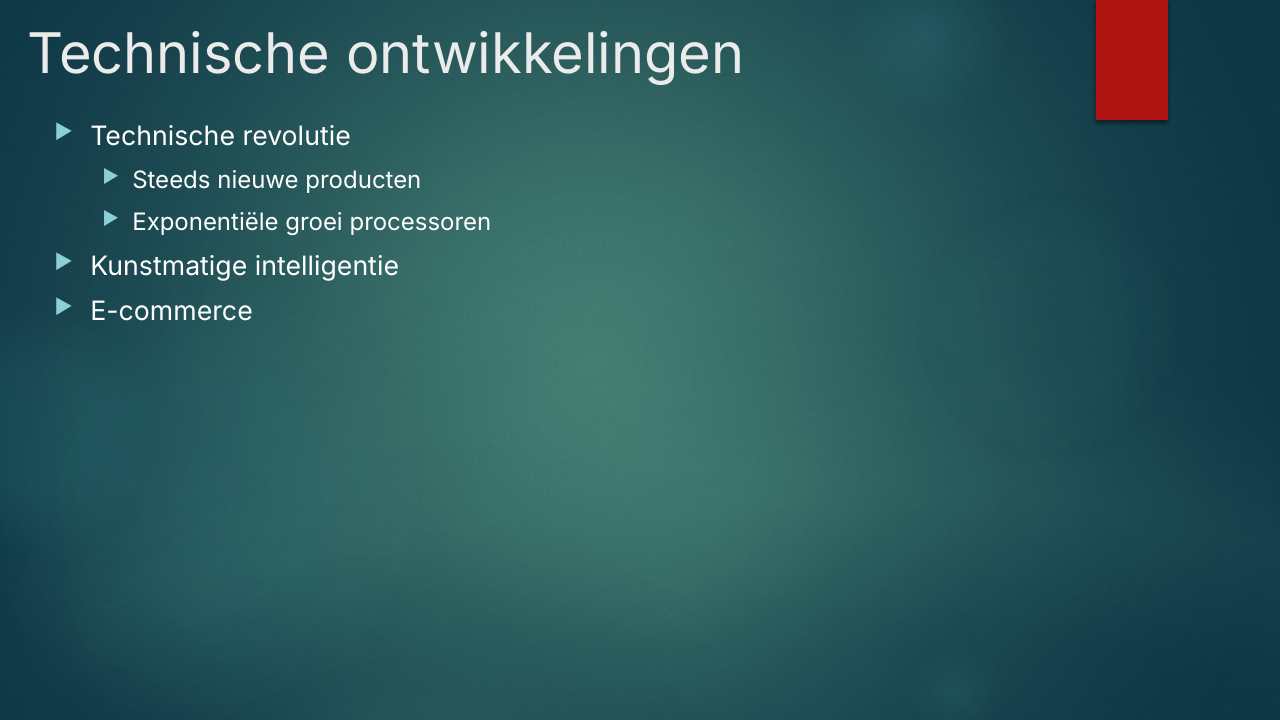 Technische ontwikkelingen
Technische revolutie
Steeds nieuwe producten
Exponentiële groei processoren
Kunstmatige intelligentie
E-commerce